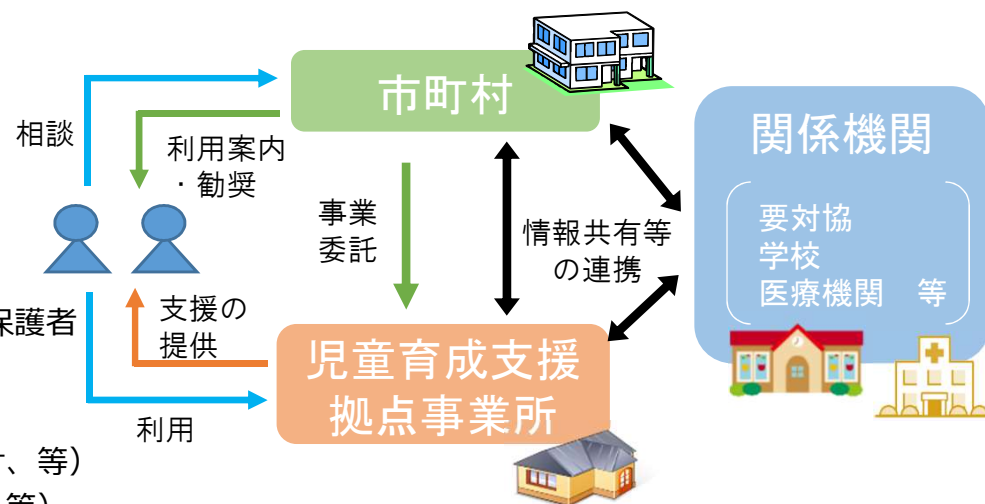 市町村
相談
利用案内
・勧奨
関係機関
要対協
学校
医療機関 等
事業
委託
情報共有等
の連携
保護者
支援の
提供
児童育成支援
拠点事業所
利用
、等）
等）